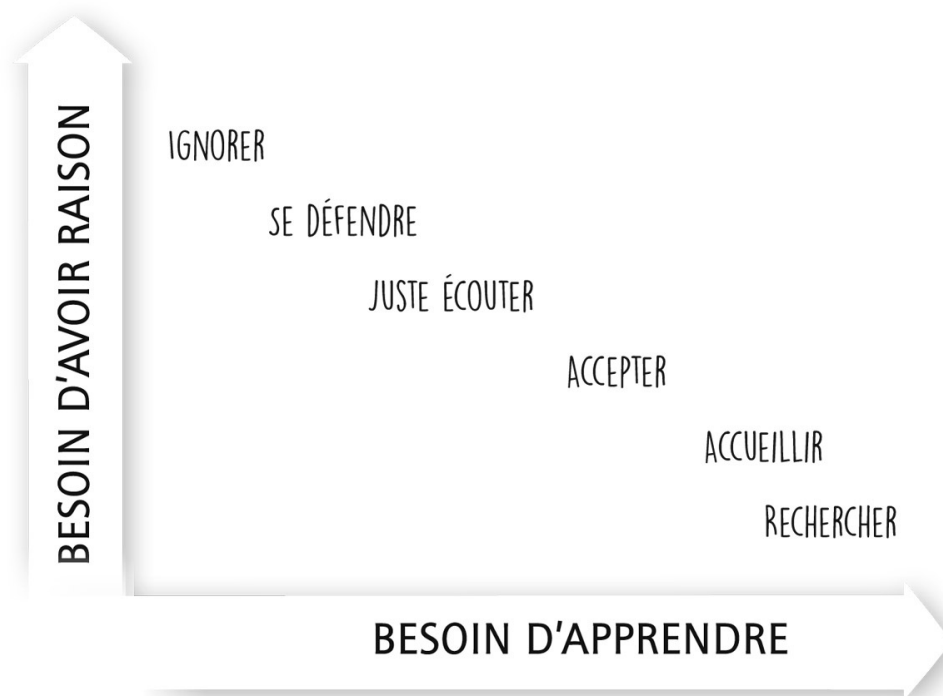 BESOIN D'AVOIR RAISON
IGNORER
SE DÉFENDRE
JUSTE ÉCOUTER
ACCEPTER
ACCUEILLIR
RECHERCHER
BESOIN D'APPRENDRE